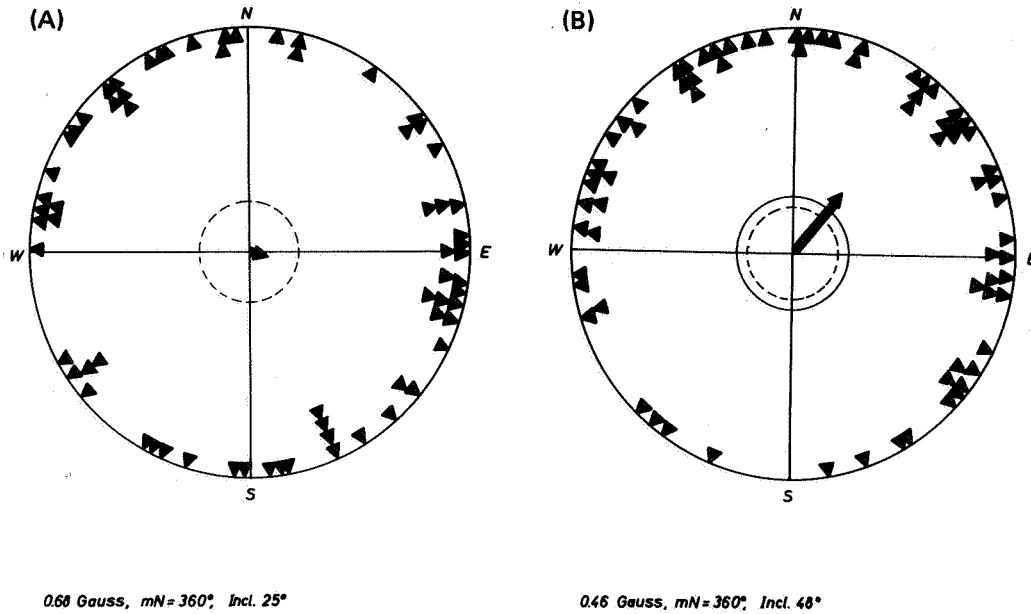 (A)
N
W
E
S
0.68 Gauss, mN = 360°, Incl. 25°
(B)
N
W
E
S
0.46 Gauss, mN = 360°, Incl. 48°